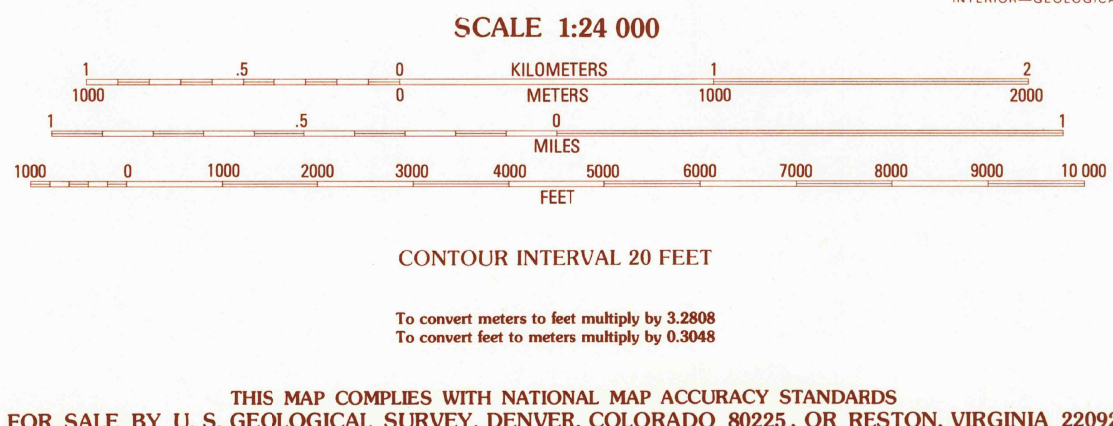 INTERIOR—GEOLOGICA
SCALE 1:24 000
1 .5 0 KILOMETERS 1 2
1000 0 METERS 1000 2000
1 .5 0 1
MILES
1000 0 1000 2000 3000 4000 5000 6000 7000 8000 9000 10 000
FEET
CONTOUR INTERVAL 20 FEET
To convert meters to feet multiply by 3.2808
To convert feet to meters multiply by 0.3048
THIS MAP COMPLIES WITH NATIONAL MAP ACCURACY STANDARDS
FOR SALE BY U. S. GEOLOGICAL SURVEY, DENVER, COLORADO 80225, OR RESTON, VIRGINIA 22092